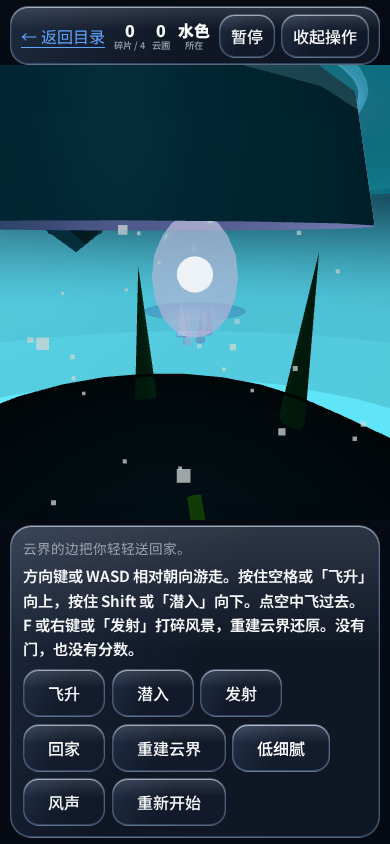 ← 返回目录
0 0 水色
碎片 / 4 云圃 所在
暂停
收起操作
云界的边把你轻轻送回家。
方向键或 WASD 相对朝向游走。按住空格或「飞升」
向上，按住 Shift 或「潜入」向下。点空中飞过去。
F 或右键或「发射」打碎风景，重建云界还原。没有
门，也没有分数。
飞升 潜入 发射
回家 重建云界 低细腻
风声 重新开始